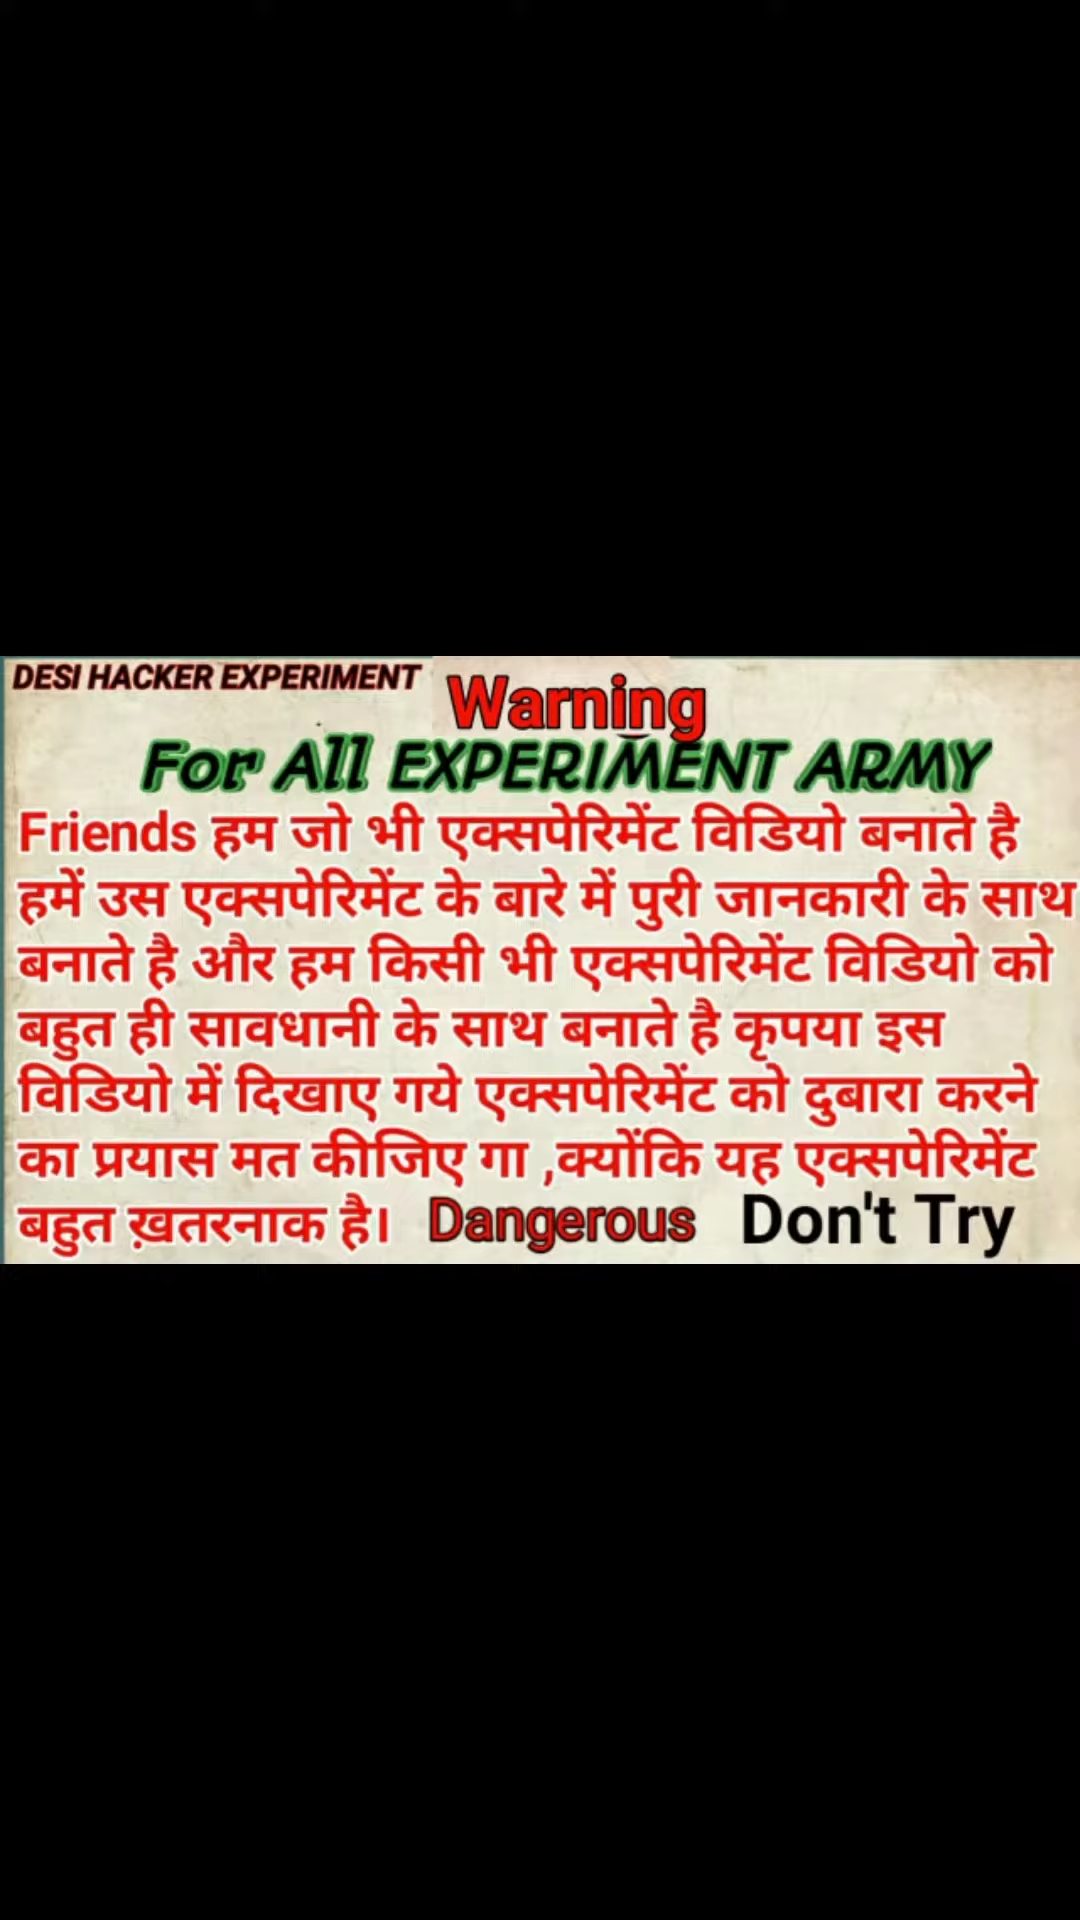 DESI HACKER EXPERIMENT
Warning
For All EXPERIMENT ARMY
Friends हम जो भी एक्सपेरिमेंट विडियो बनाते है
हमें उस एक्सपेरिमेंट के बारे में पुरी जानकारी के साथ
बनाते है और हम किसी भी एक्सपेरिमेंट विडियो को
बहुत ही सावधानी के साथ बनाते है कृपया इस
विडियो में दिखाए गये एक्सपेरिमेंट को दुबारा करने
का प्रयास मत कीजिए गा ,क्योंकि यह एक्सपेरिमेंट
बहुत ख़तरनाक है। Dangerous Don't Try